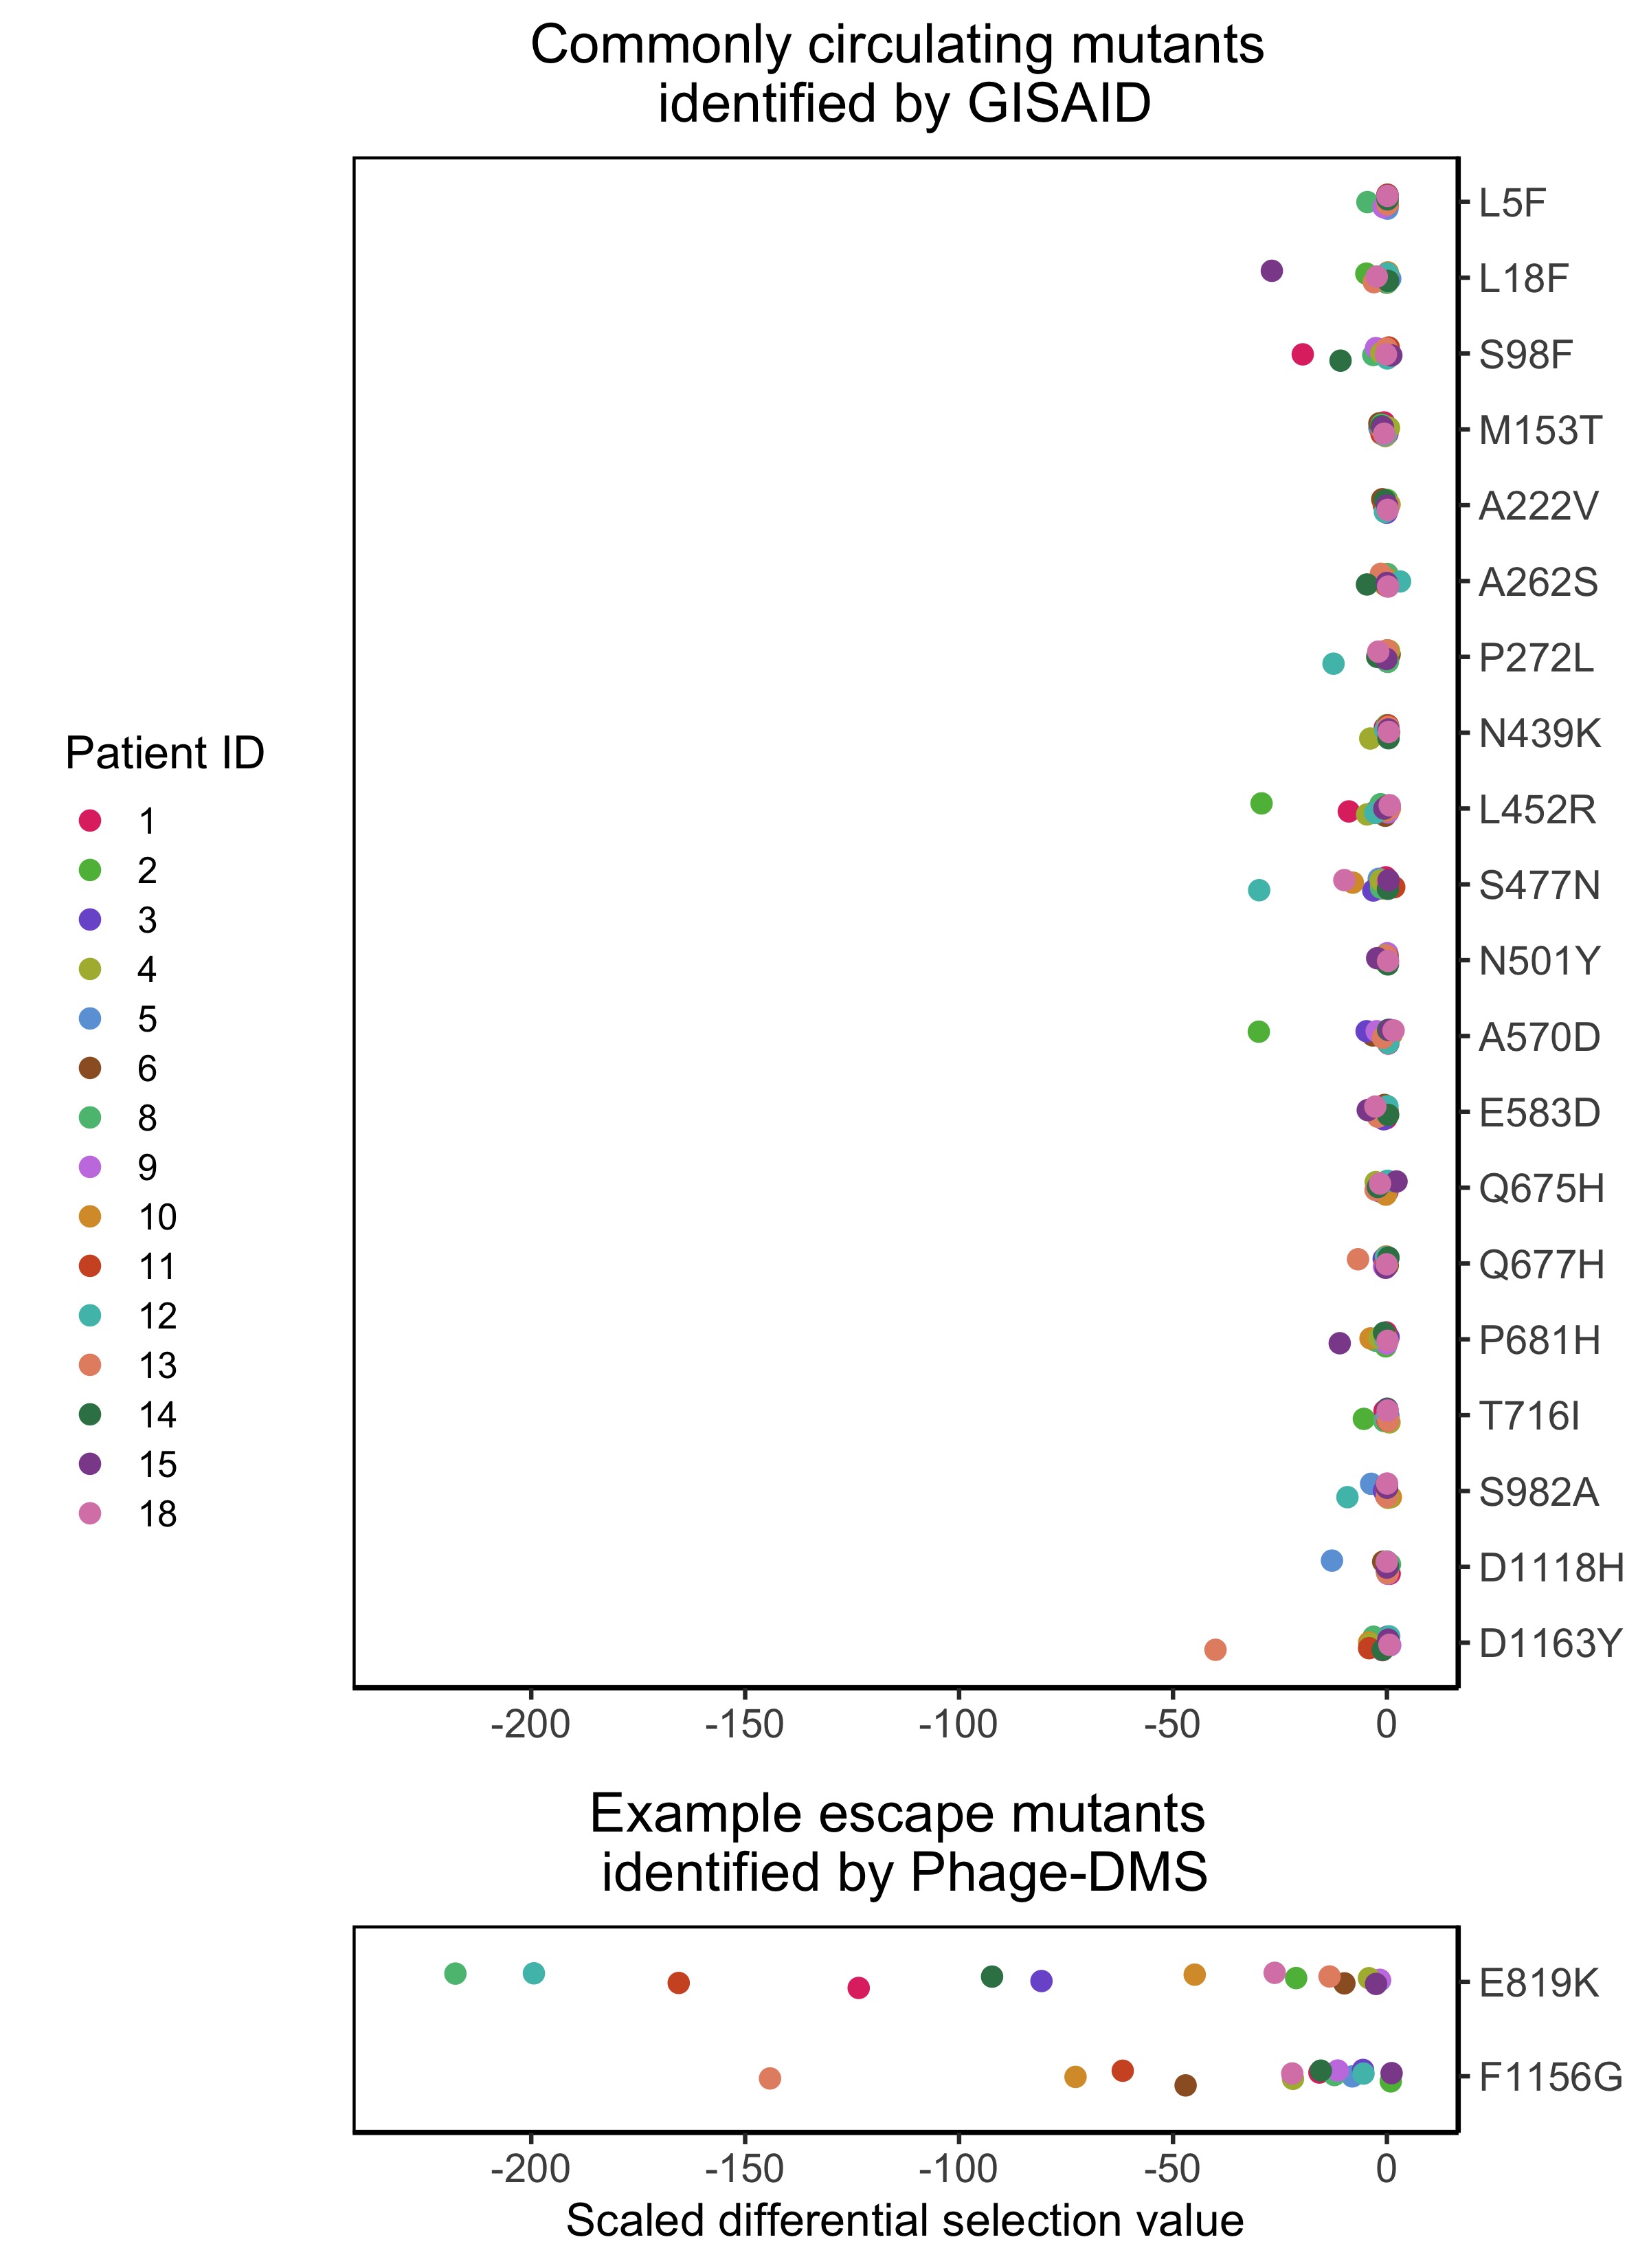 Commonly circulating mutants
identified by GISAID
L5F
L18F
S98F
M153T
A222V
A262S
P272L
N439K
L452R
S477N
N501Y
A570D
E583D
Q675H
Q677H
P681H
T716I
S982A
D1118H
D1163Y
-200 -150 -100 -50 0
Patient ID
1
2
3
4
5
6
8
9
10
11
12
13
14
15
18
Example escape mutants
identified by Phage-DMS
E819K
F1156G
-200 -150 -100 -50 0
Scaled differential selection value